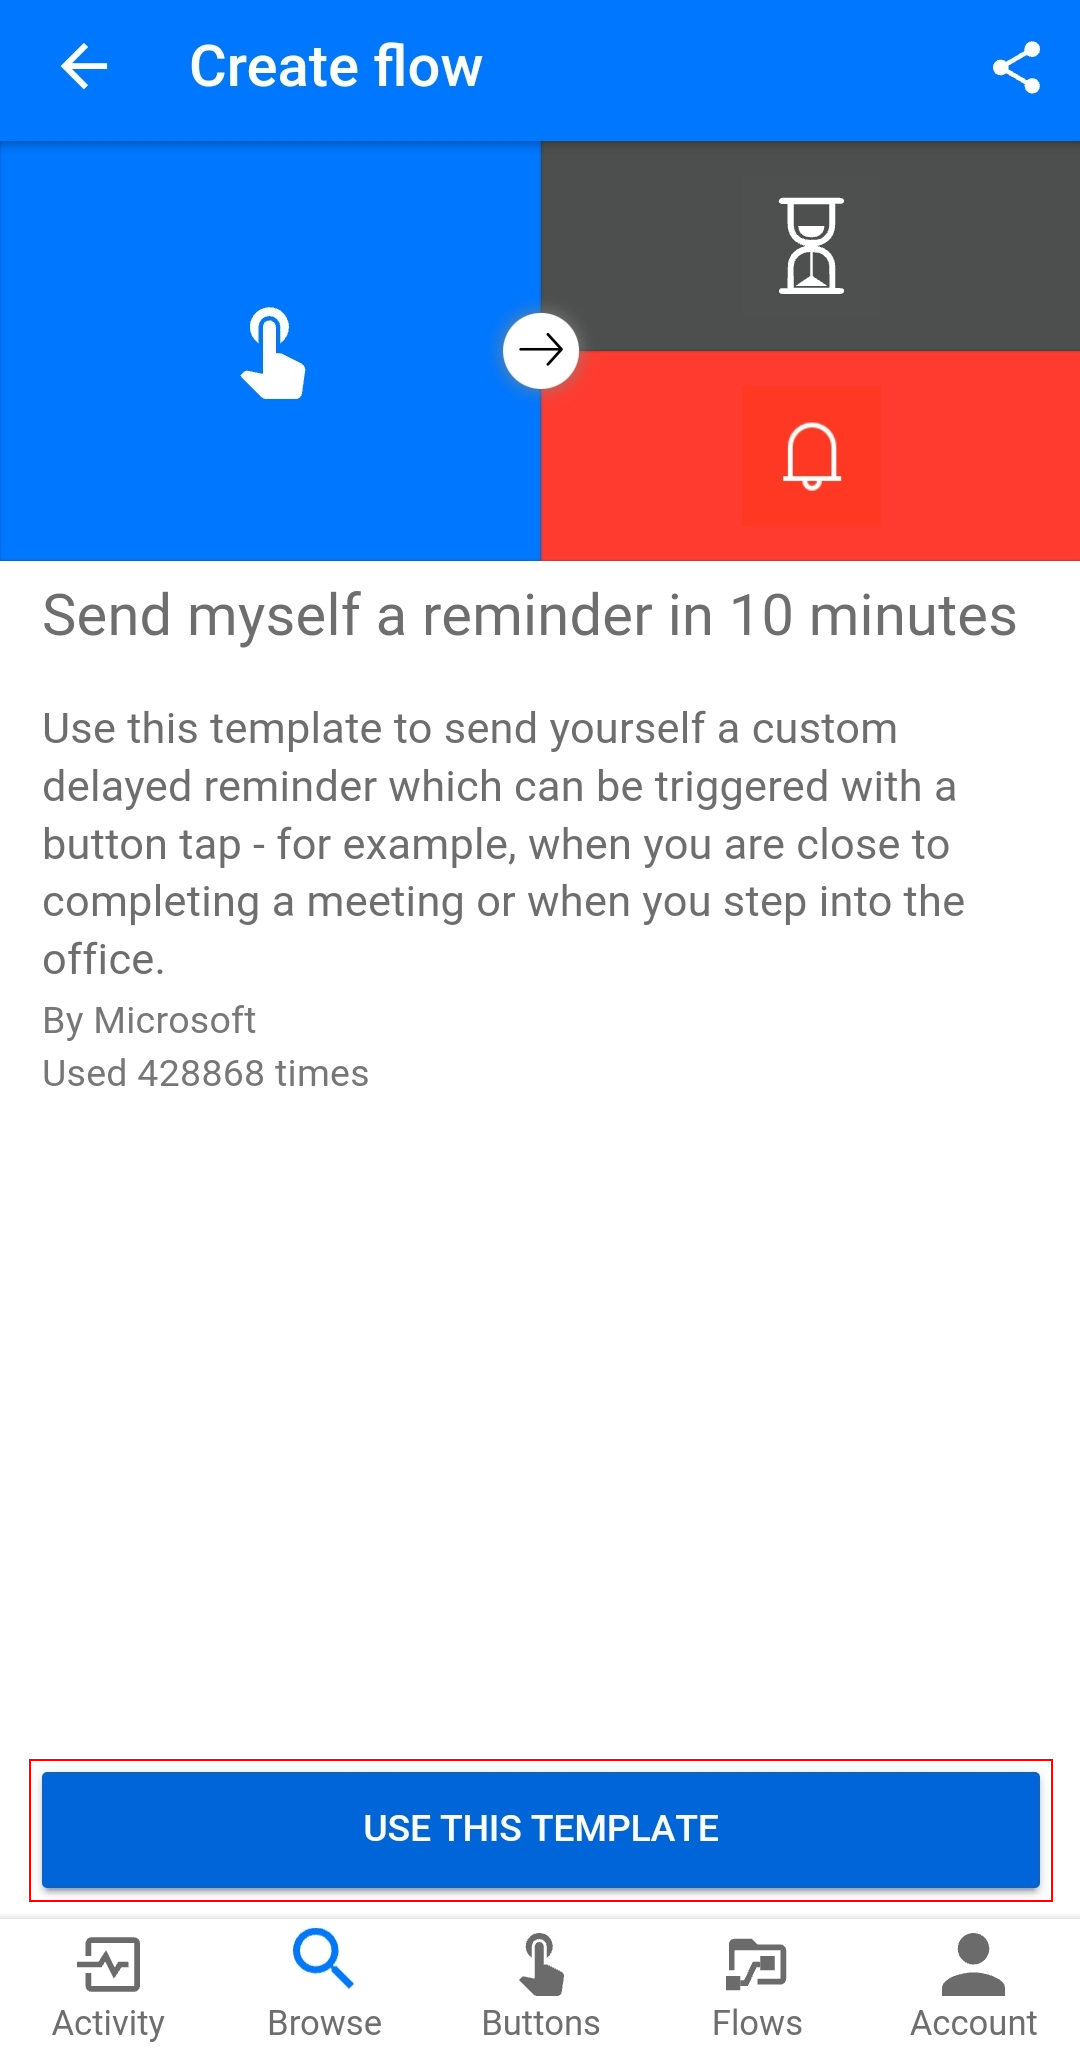 Create flow
Send myself a reminder in 10 minutes
Use this template to send yourself a custom
delayed reminder which can be triggered with a
button tap - for example, when you are close to
completing a meeting or when you step into the
office.
By Microsoft
Used 428868 times
USE THIS TEMPLATE
Activity
Browse
Buttons
Flows
Account